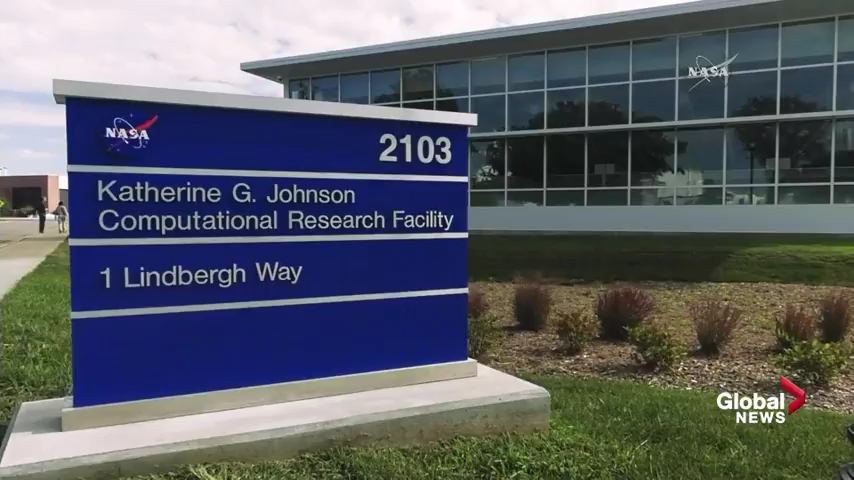 NASA
2103
Katherine G. Johnson
Computational Research Facility
1 Lindbergh Way
NASA
Global
NEWS